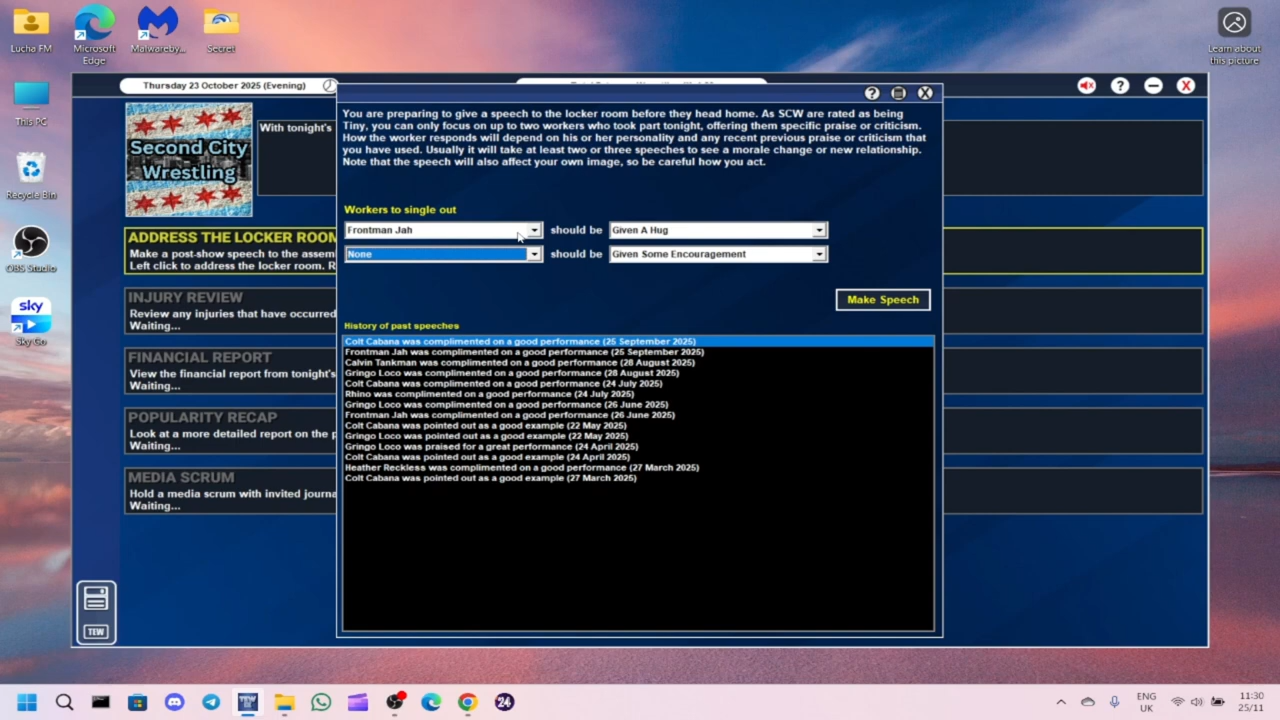 Lucha FM
Microsoft
Edge
Malwareby...
Secret
Learn about
this picture
This PC
Recycle Bin
OBS Studio
sky
Sky Go
Thursday 23 October 2025 (Evening)
Second City
Wrestling
With tonight's
ADDRESS THE LOCKER ROOM
Make a post-show speech to the assem
Left click to address the locker room. R
INJURY REVIEW
Review any injuries that have occurred
Waiting...
FINANCIAL REPORT
View the financial report from tonight's
Waiting...
POPULARITY RECAP
Look at a more detailed report on the p
Waiting...
MEDIA SCRUM
Hold a media scrum with invited journa
Waiting...
TEW
You are preparing to give a speech to the locker room before they head home. As SCW are rated as being
Tiny, you can only focus on up to two workers who took part tonight, offering them specific praise or criticism.
How the worker responds will depend on his or her personality and any recent previous praise or criticism that
you have used. Usually it will take at least two or three speeches to see a morale change or new relationship.
Note that the speech will also affect your own image, so be careful how you act.
Workers to single out
Frontman Jah should be Given A Hug
None should be Given Some Encouragement
Make Speech
History of past speeches
Colt Cabana was complimented on a good performance (25 September 2025)
Frontman Jah was complimented on a good performance (25 September 2025)
Calvin Tankman was complimented on a good performance (28 August 2025)
Gringo Loco was complimented on a good performance (28 August 2025)
Colt Cabana was complimented on a good performance (24 July 2025)
Rhino was complimented on a good performance (24 July 2025)
Gringo Loco was complimented on a good performance (26 June 2025)
Frontman Jah was complimented on a good performance (26 June 2025)
Colt Cabana was pointed out as a good example (22 May 2025)
Gringo Loco was pointed out as a good example (22 May 2025)
Gringo Loco was praised for a great performance (24 April 2025)
Colt Cabana was pointed out as a good example (24 April 2025)
Heather Reckless was complimented on a good performance (27 March 2025)
Colt Cabana was pointed out as a good example (27 March 2025)
TEW
24
ENG
UK
11:30
25/11